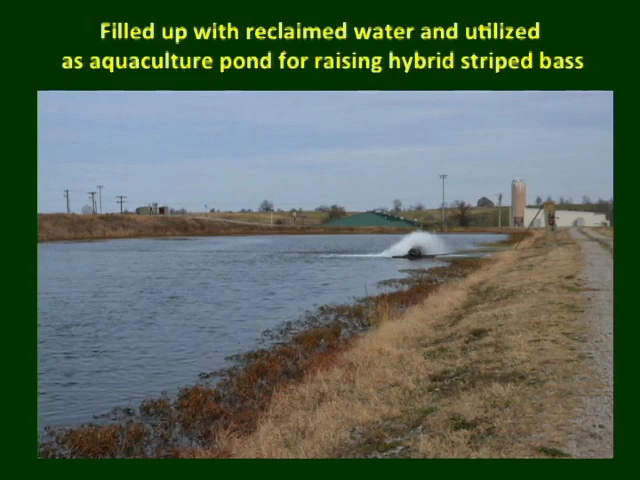 Filled up with reclaimed water and utilized
as aquaculture pond for raising hybrid striped bass